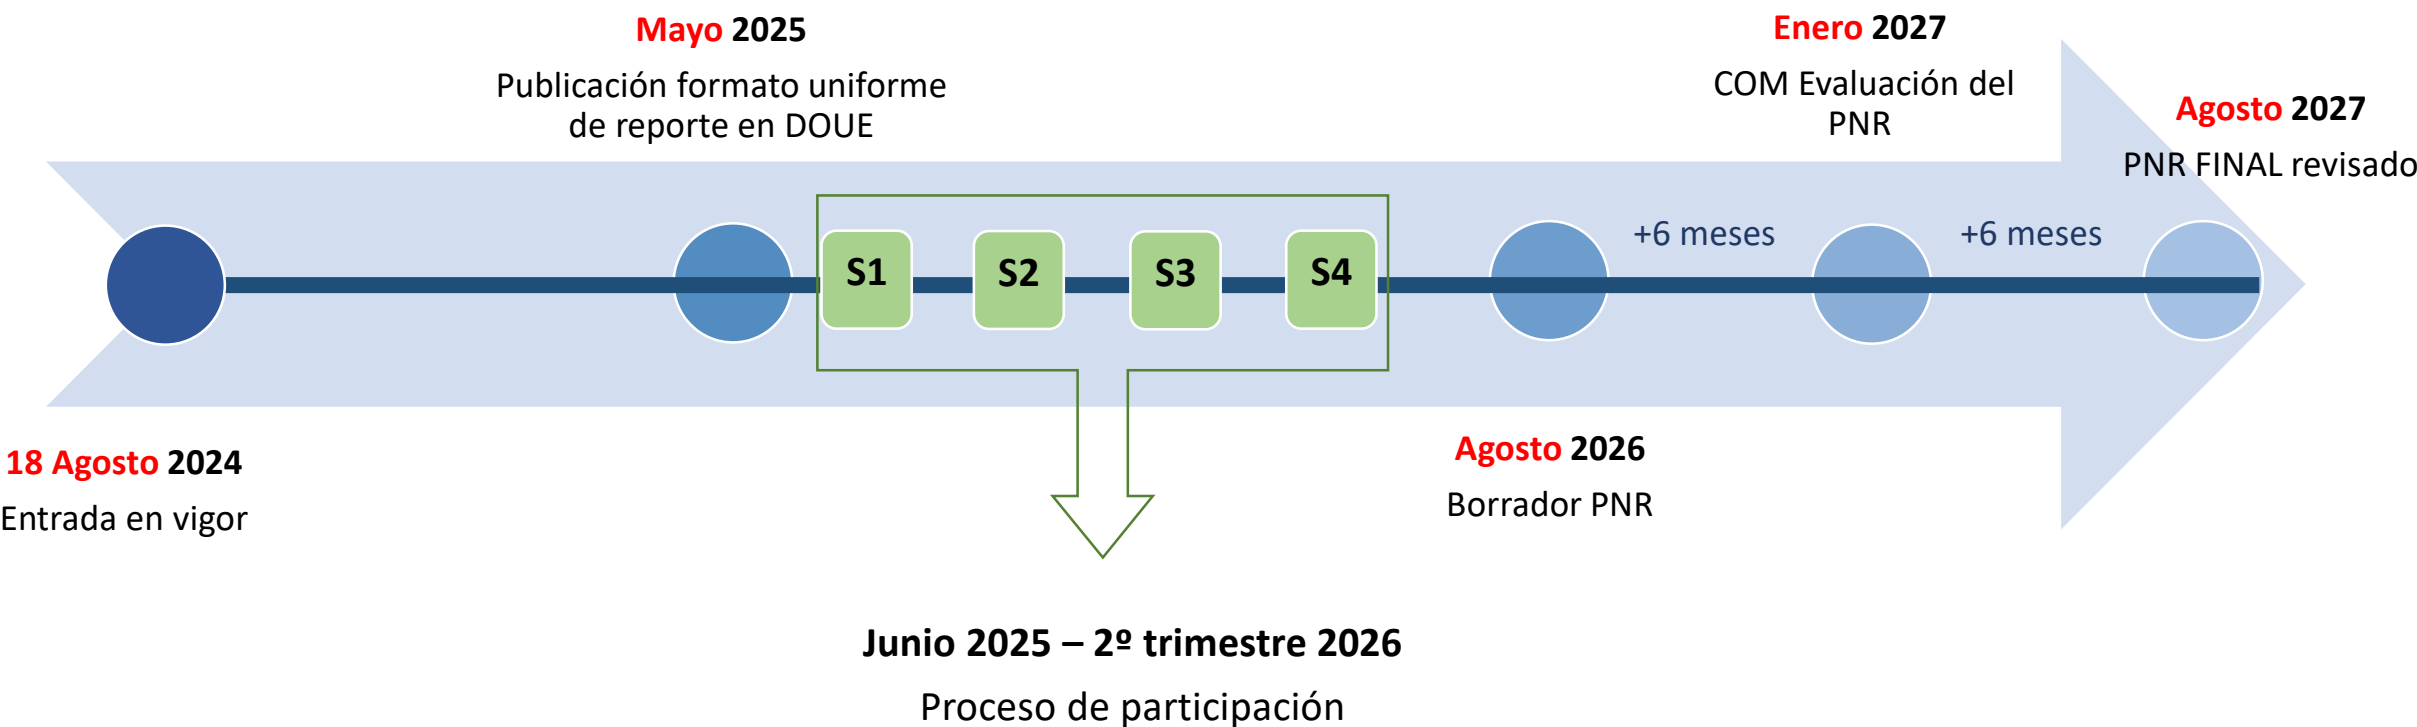 Mayo 2025
Publicación formato uniforme
de reporte en DOUE
Enero 2027
COM Evaluación del
PNR
Agosto 2027
PNR FINAL revisado
+6 meses
+6 meses
S1
S2
S3
S4
18 Agosto 2024
Entrada en vigor
Agosto 2026
Borrador PNR
Junio 2025 – 2º trimestre 2026
Proceso de participación